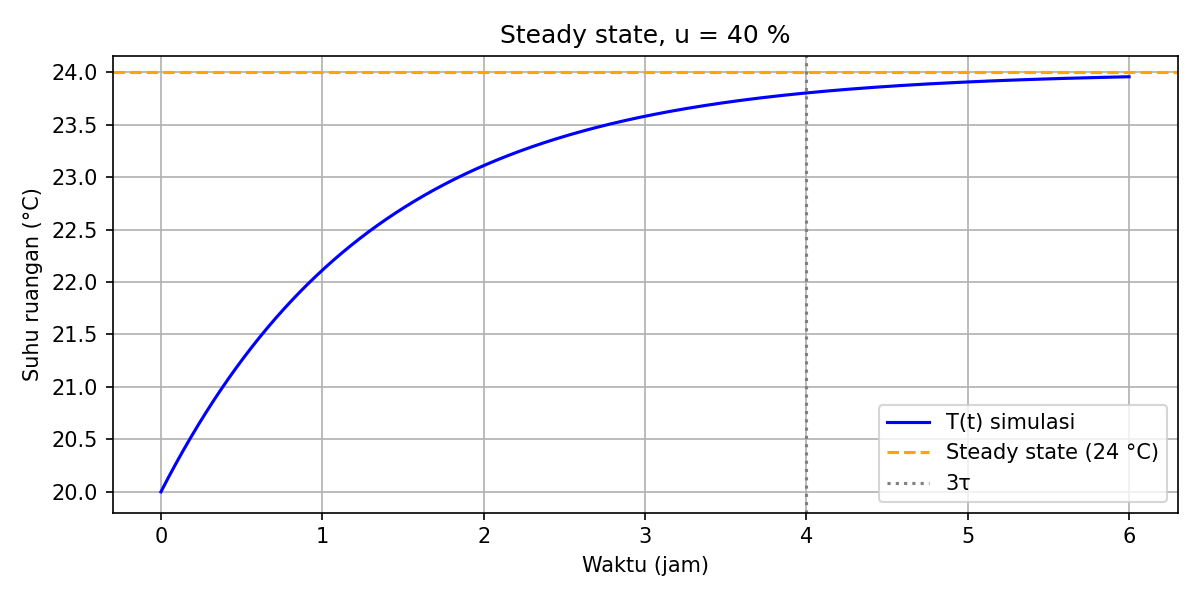 Steady state, u = 40 %
Suhu ruangan (°C)
24.0
23.5
23.0
22.5
22.0
21.5
21.0
20.5
20.0
T(t) simulasi
Steady state (24 °C)
3τ
0 1 2 3 4 5 6
Waktu (jam)